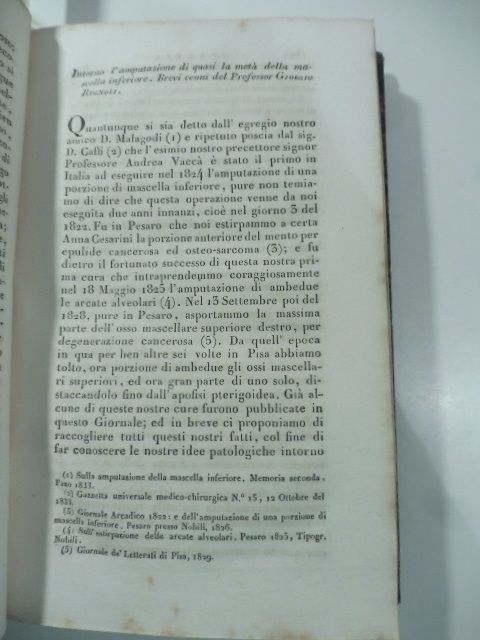 Intorno l'amputazione di quasi la metà della ma-
scella inferiore. Brevi cenni del Professor GIORGIO
REGNOLI.
Quantunque si sia detto dall' egregio nostro
amico D. Malagodi (1) e ripetuto poscia dal sig.
D. Galli (2) che l'esimio nostro precettore signor
Professore Andrea Vaccà è stato il primo in
Italia ad eseguire nel 1824 l'amputazione di una
porzione di mascella inferiore, pure non temia-
mo di dire che questa operazione venne da noi
eseguita due anni innanzi, cioè nel giorno 3 del
1822. Fu in Pesaro che noi estirpammo a certa
Anna Cesarini la porzione anteriore del mento per
epulide cancerosa ed osteo-sarcoma (3); e fu
dietro il fortunato successo di questa nostra pri-
ma cura che intraprendemmo coraggiosamente
nel 18 Maggio 1825 l'amputazione di ambedue
le arcate alveolari (4). Nel 13 Settembre poi del
1828, pure in Pesaro, asportammo la massima
parte dell'osso mascellare superiore destro, per
degenerazione cancerosa (5). Da quell' epoca
in qua per ben altre sei volte in Pisa abbiamo
tolto, ora porzione di ambedue gli ossi mascella-
ri superiori, ed ora gran parte di uno solo, di-
staccandolo fino dall'apofisi pterigoidea. Già al-
cune di queste nostre cure furono pubblicate in
questo Giornale; ed in breve ci proponiamo di
raccogliere tutti questi nostri fatti, col fine di
far conoscere le nostre idee patologiche intorno
(1) Sulla amputazione della mascella inferiore. Memoria seconda.
Fano 1833.
(2) Gazzetta universale medico-chirurgica N.° 15, 12 Ottobre del
1833.
(3) Giornale Arcadico 1822: e dell'amputazione di una porzione di
mascella inferiore. Pesaro presso Nobili, 1826.
(4) Sull'estirpazione delle arcate alveolari. Pesaro 1825, Tipogr.
Nobili.
(5) Giornale de' Letterati di Pisa, 1829.